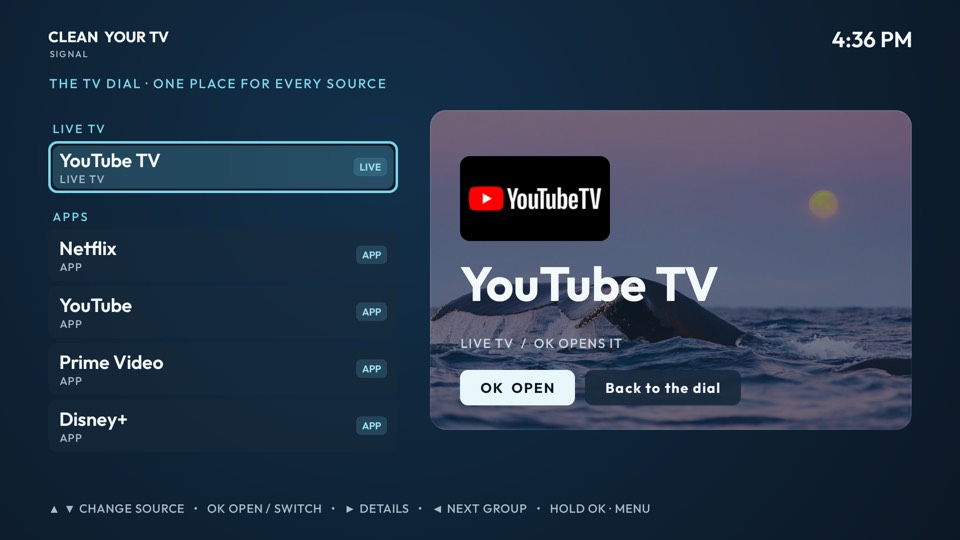 CLEAN YOUR TV
SIGNAL
4:36 PM
THE TV DIAL · ONE PLACE FOR EVERY SOURCE
LIVE TV
YouTube TV
LIVE TV
LIVE
APPS
Netflix
APP
APP
YouTube
APP
APP
Prime Video
APP
APP
Disney+
APP
APP
YouTubeTV
YouTube TV
LIVE TV / OK OPENS IT
OK OPEN
Back to the dial
▲ ▼ CHANGE SOURCE • OK OPEN / SWITCH • ► DETAILS • ◄ NEXT GROUP • HOLD OK · MENU